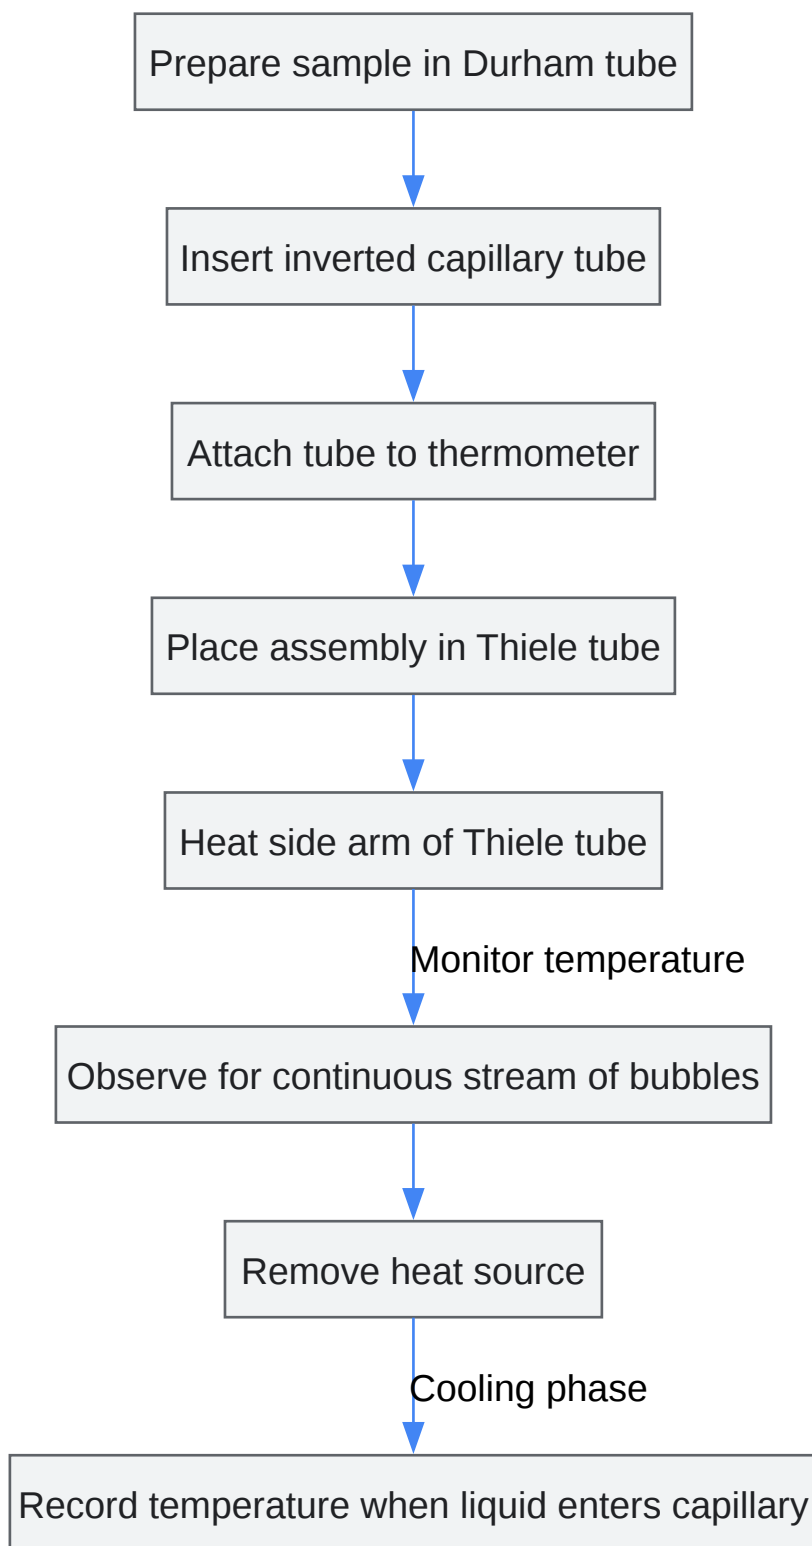 Prepare sample in Durham tube
Insert inverted capillary tube
Attach tube to thermometer
Place assembly in Thiele tube
Heat side arm of Thiele tube
Monitor temperature
Observe for continuous stream of bubbles
Remove heat source
Cooling phase
Record temperature when liquid enters capillary